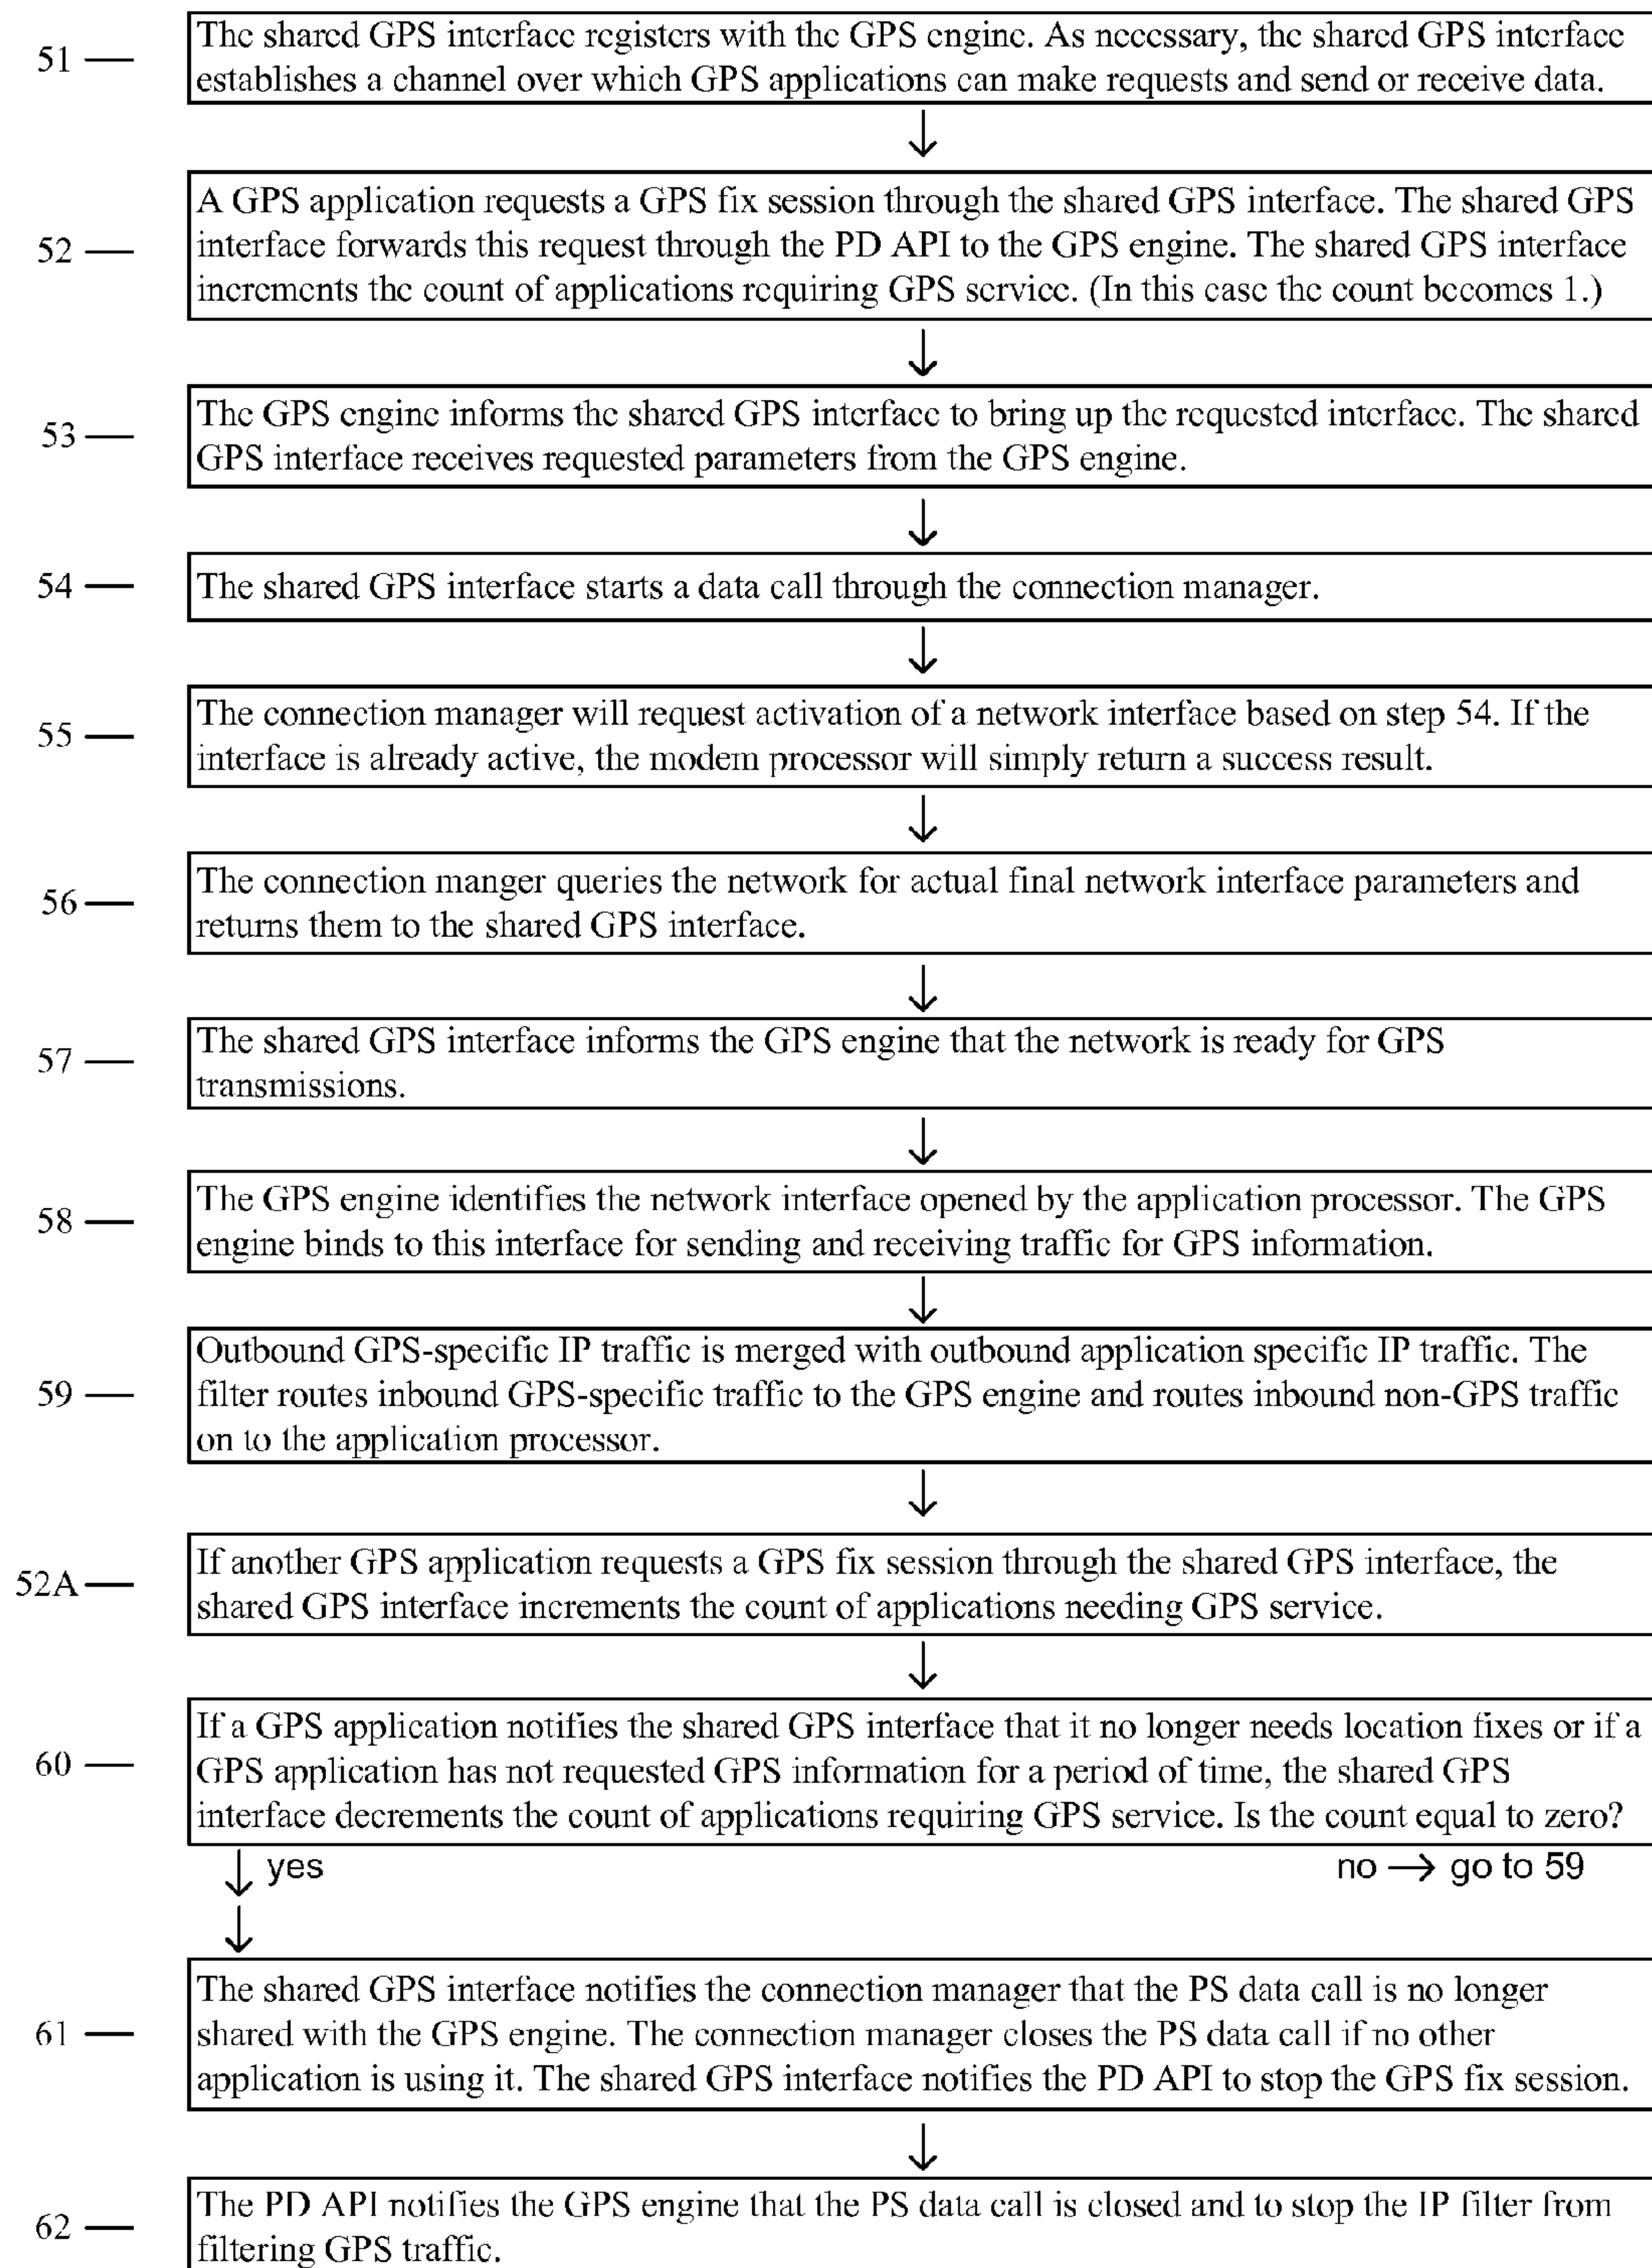 51
The shared GPS interface registers with the GPS engine. As necessary, the shared GPS interface
establishes a channel over which GPS applications can make requests and send or receive data.
52
A GPS application requests a GPS fix session through the shared GPS interface. The shared GPS
interface forwards this request through the PD API to the GPS engine. The shared GPS interface
increments the count of applications requiring GPS service. (In this case the count becomes 1.)
53
The GPS engine informs the shared GPS interface to bring up the requested interface. The shared
GPS interface receives requested parameters from the GPS engine.
54
The shared GPS interface starts a data call through the connection manager.
55
The connection manager will request activation of a network interface based on step 54. If the
interface is already active, the modem processor will simply return a success result.
56
The connection manger queries the network for actual final network interface parameters and
returns them to the shared GPS interface.
57
The shared GPS interface informs the GPS engine that the network is ready for GPS
transmissions.
58
The GPS engine identifies the network interface opened by the application processor. The GPS
engine binds to this interface for sending and receiving traffic for GPS information.
59
Outbound GPS-specific IP traffic is merged with outbound application specific IP traffic. The
filter routes inbound GPS-specific traffic to the GPS engine and routes inbound non-GPS traffic
on to the application processor.
52A
If another GPS application requests a GPS fix session through the shared GPS interface, the
shared GPS interface increments the count of applications needing GPS service.
60
If a GPS application notifies the shared GPS interface that it no longer needs location fixes or if a
GPS application has not requested GPS information for a period of time, the shared GPS
interface decrements the count of applications requiring GPS service. Is the count equal to zero?
yes
no → go to 59
61
The shared GPS interface notifies the connection manager that the PS data call is no longer
shared with the GPS engine. The connection manager closes the PS data call if no other
application is using it. The shared GPS interface notifies the PD API to stop the GPS fix session.
62
The PD API notifies the GPS engine that the PS data call is closed and to stop the IP filter from
filtering GPS traffic.